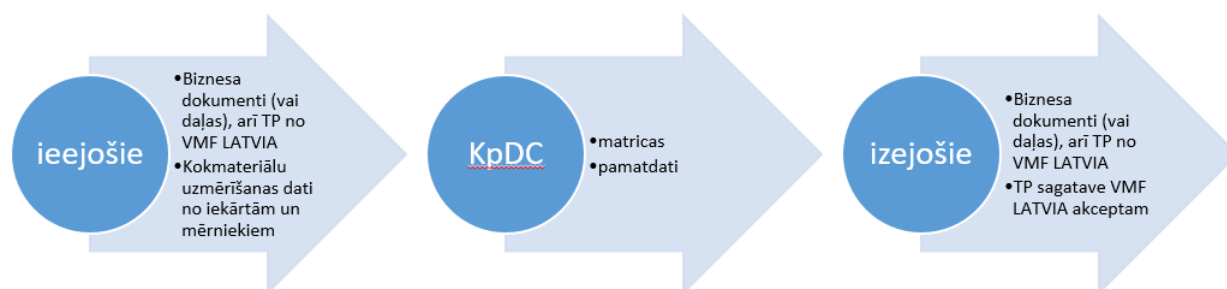 ieejošie
•Biznesa
dokumenti (vai
daļas), arī TP no
VMF LATVIA
•Kokmateriālu
uzmērīšanas dati
no iekārtām un
mērniekiem
KpDC
•matricas
•pamatdati
izejošie
•Biznesa
dokumenti (vai
daļas), arī TP no
VMF LATVIA
•TP sagatave VMF
LATVIA akceptam